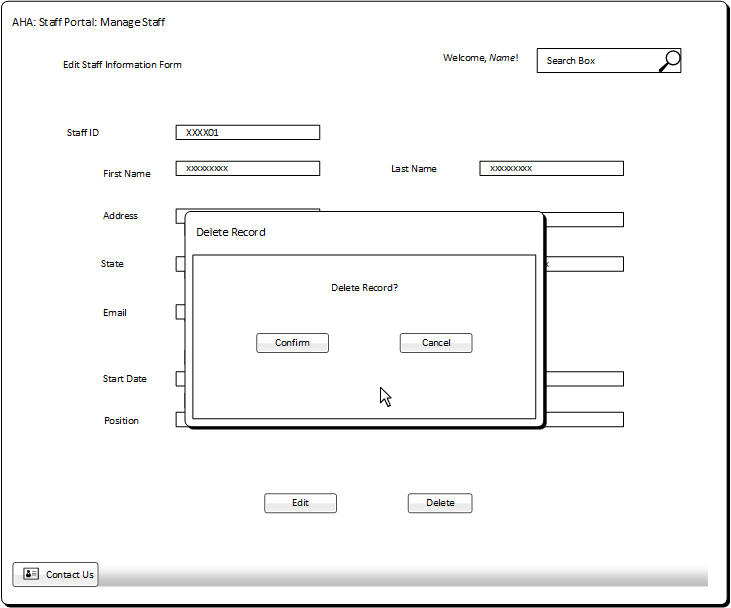 AHA: Staff Portal: Manage Staff
Edit Staff Information Form
Welcome, Name!
Search Box
Staff ID
XXXX01
First Name
xxxxxxxxx
Last Name
xxxxxxxxx
Address
Delete Record
State
x
Delete Record?
Email
Confirm
Cancel
Start Date
Position
Edit
Delete
Contact Us